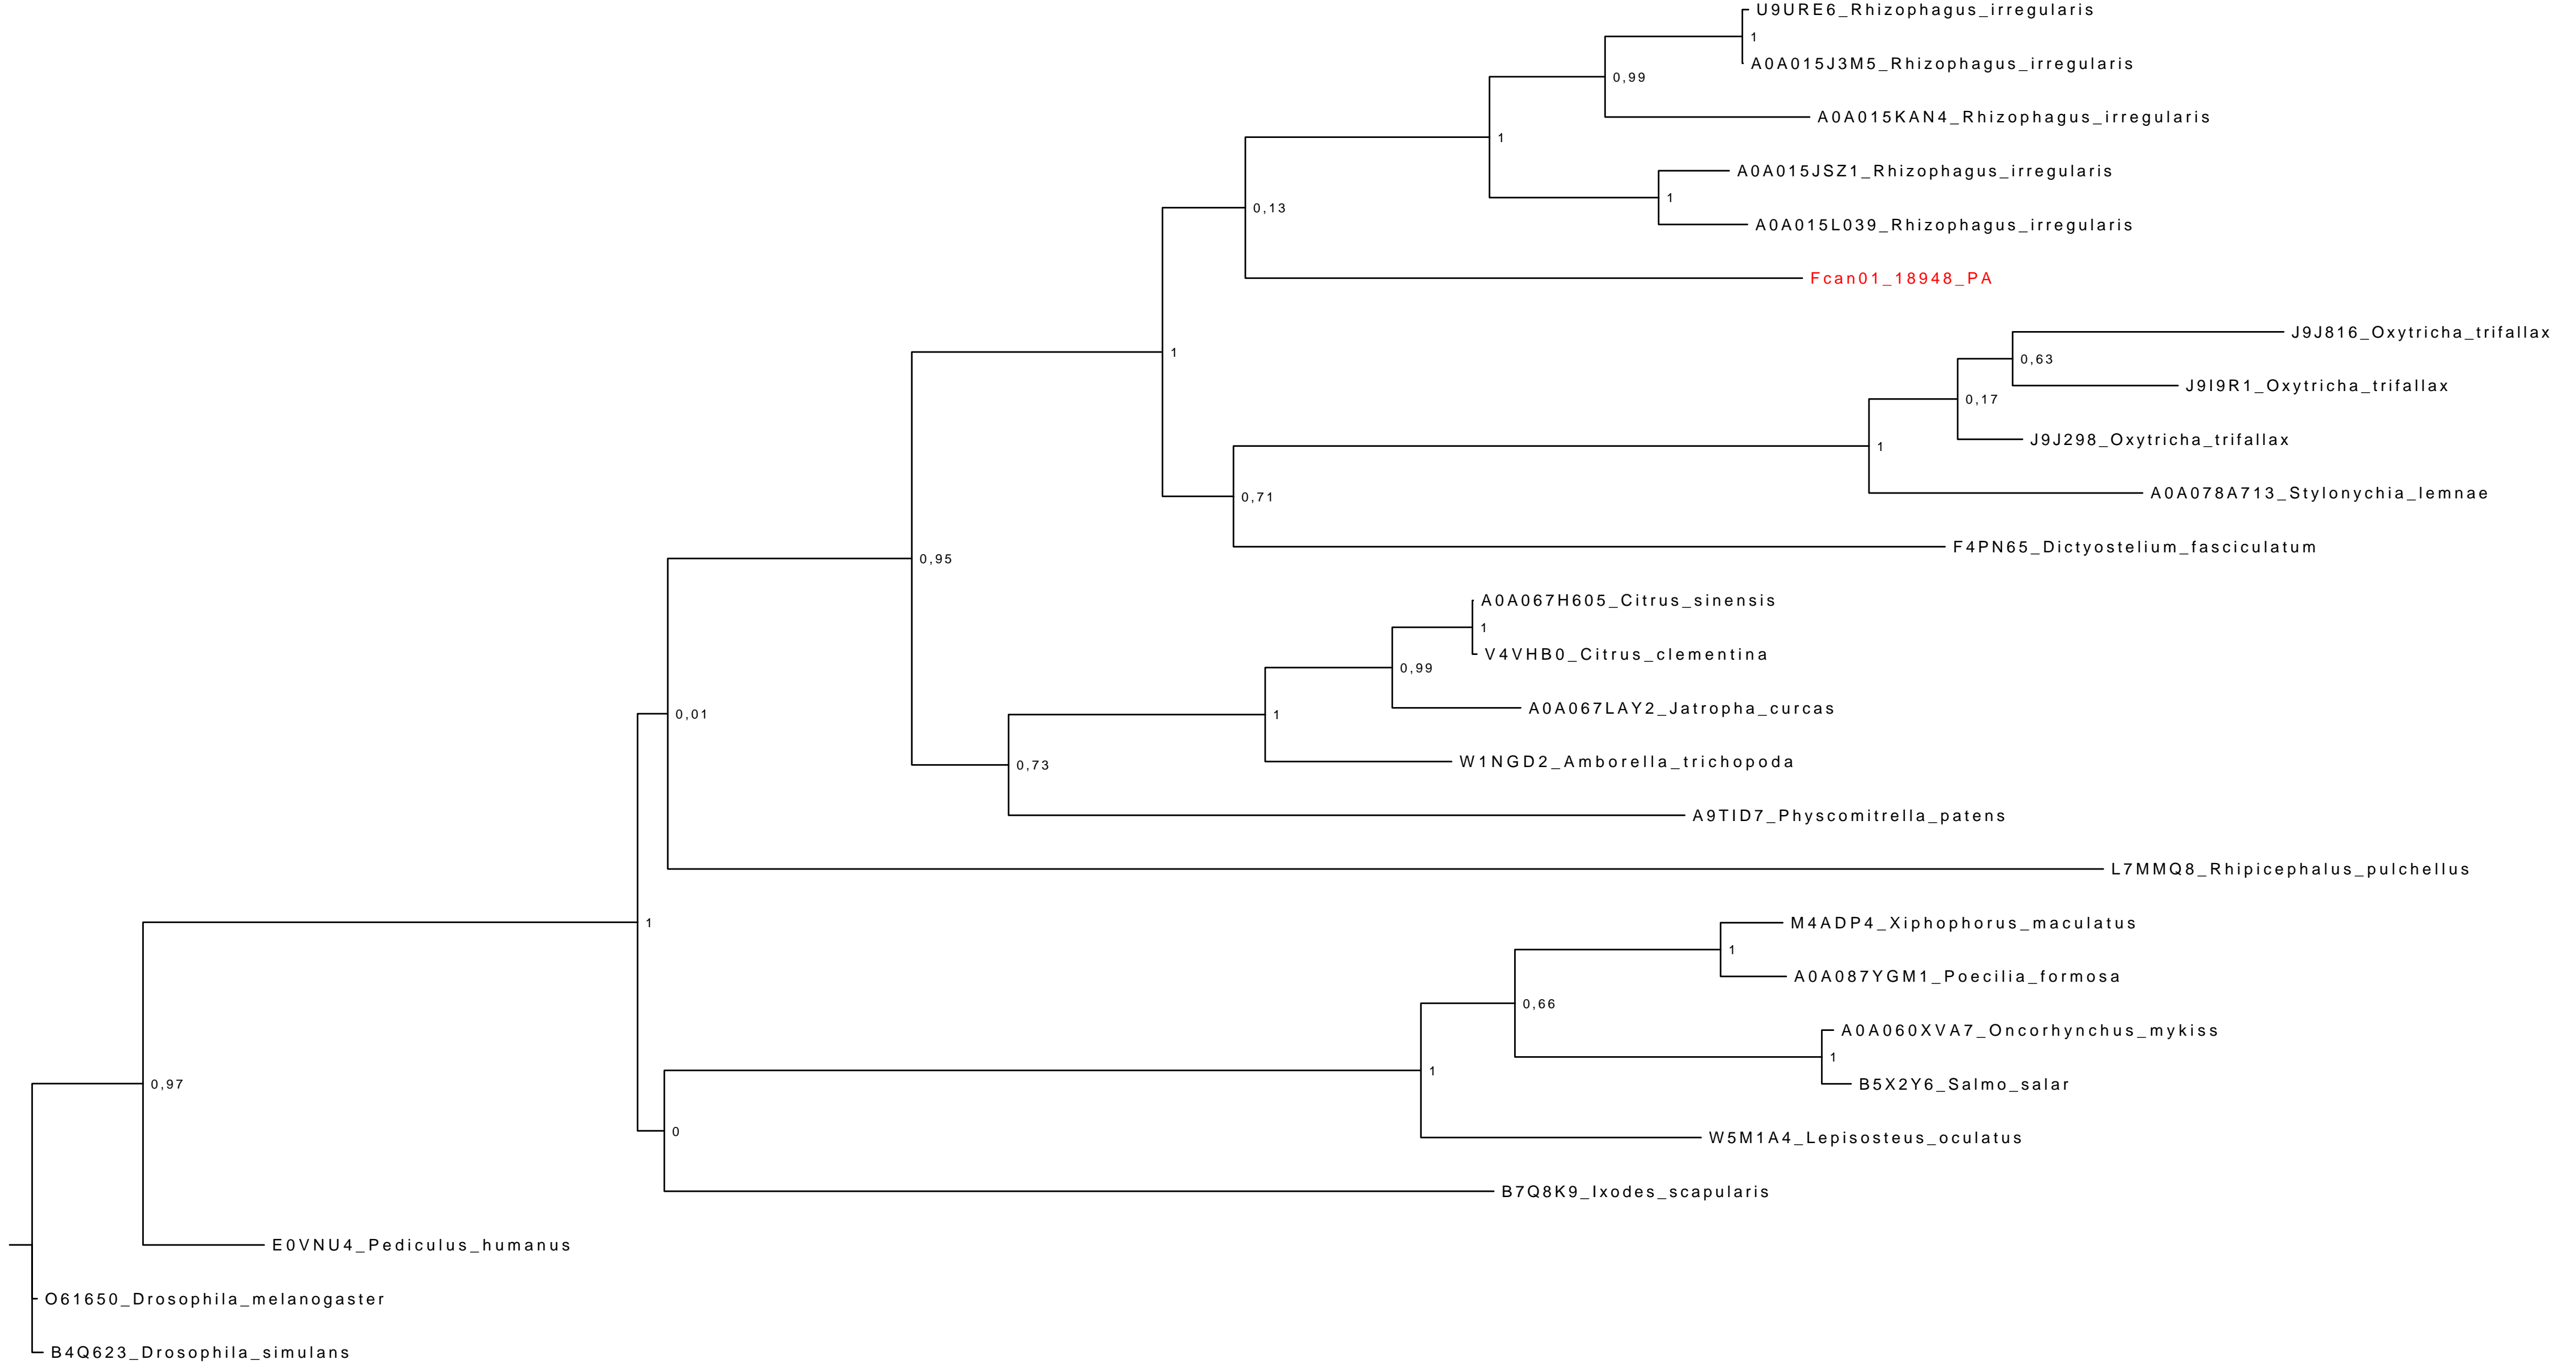 U9URE6_Rhizophagus_irregularis
1
A0A015J3M5_Rhizophagus_irregularis
0,99
A0A015KAN4_Rhizophagus_irregularis
1
A0A015JSZ1_Rhizophagus_irregularis
1
0,13
A0A015L039_Rhizophagus_irregularis
Fcan01_18948_PA
J9J816_Oxytricha_trifallax
1
0,63
J9I9R1_Oxytricha_trifallax
0,17
J9J298_Oxytricha_trifallax
1
A0A078A713_Stylonychia_lemnae
0,71
F4PN65_Dictyostelium_fasciculatum
0,95
A0A067H605_Citrus_sinensis
1
V4VHB0_Citrus_clementina
0,99
A0A067LAY2_Jatropha_curcas
0,01
1
W1NGD2_Amborella_trichopoda
0,73
A9TID7_Physcomitrella_patens
L7MMQ8_Rhipicephalus_pulchellus
1
M4ADP4_Xiphophorus_maculatus
1
A0A087YGM1_Poecilia_formosa
0,66
A0A060XVA7_Oncorhynchus_mykiss
1
1
0,97
B5X2Y6_Salmo_salar
0
W5M1A4_Lepisosteus_oculatus
B7Q8K9_Ixodes_scapularis
E0VNU4_Pediculus_humanus
O61650_Drosophila_melanogaster
B4Q623_Drosophila_simulans